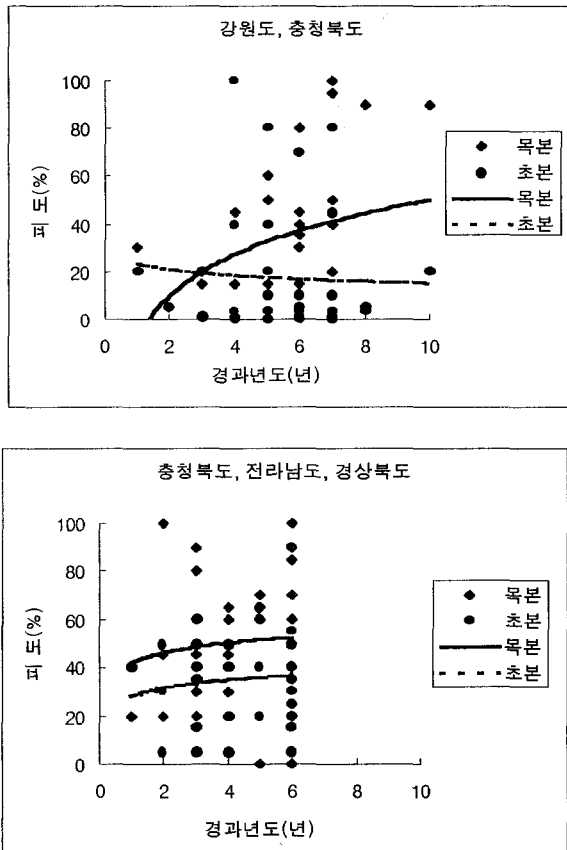 강원도, 충청북도
피 도(%)
100
80
60
40
20
0
0 2 4 6 8 10
경과년도(년)
목본
초본
목본
초본
충청북도, 전라남도, 경상북도
피 도(%)
100
80
60
40
20
0
0 2 4 6 8 10
경과년도(년)
목본
초본
목본
초본